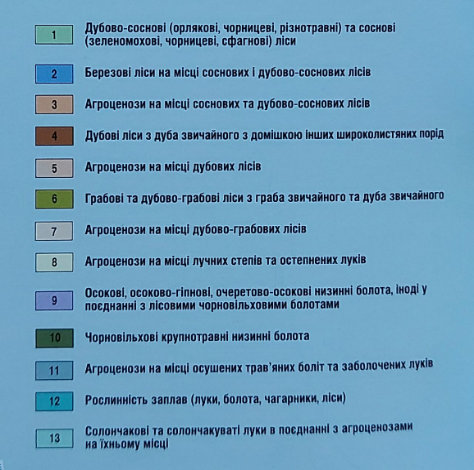 1 Дубово-соснові (орлякові, чорницеві, різнотравні) та соснові
(зеленомохові, чорницеві, сфагнові) ліси
2 Березові ліси на місці соснових і дубово-соснових лісів
3 Агроценози на місці соснових та дубово-соснових лісів
4 Дубові ліси з дуба звичайного з домішкою інших широколистяних порід
5 Агроценози на місці дубових лісів
6 Грабові та дубово-грабові ліси з граба звичайного та дуба звичайного
7 Агроценози на місці дубово-грабових лісів
8 Агроценози на місці лучних степів та остепнених луків
9 Осокові, осоково-гіпнові, очеретово-осокові низинні болота, іноді у
поєднанні з лісовими чорновільховими болотами
10 Чорновільхові крупнотравні низинні болота
11 Агроценози на місці осушених трав'яних боліт та заболочених луків
12 Рослинність заплав (луки, болота, чагарники, ліси)
13 Солончакові та солончакуваті луки в поєднанні з агроценозами
на їхньому місці